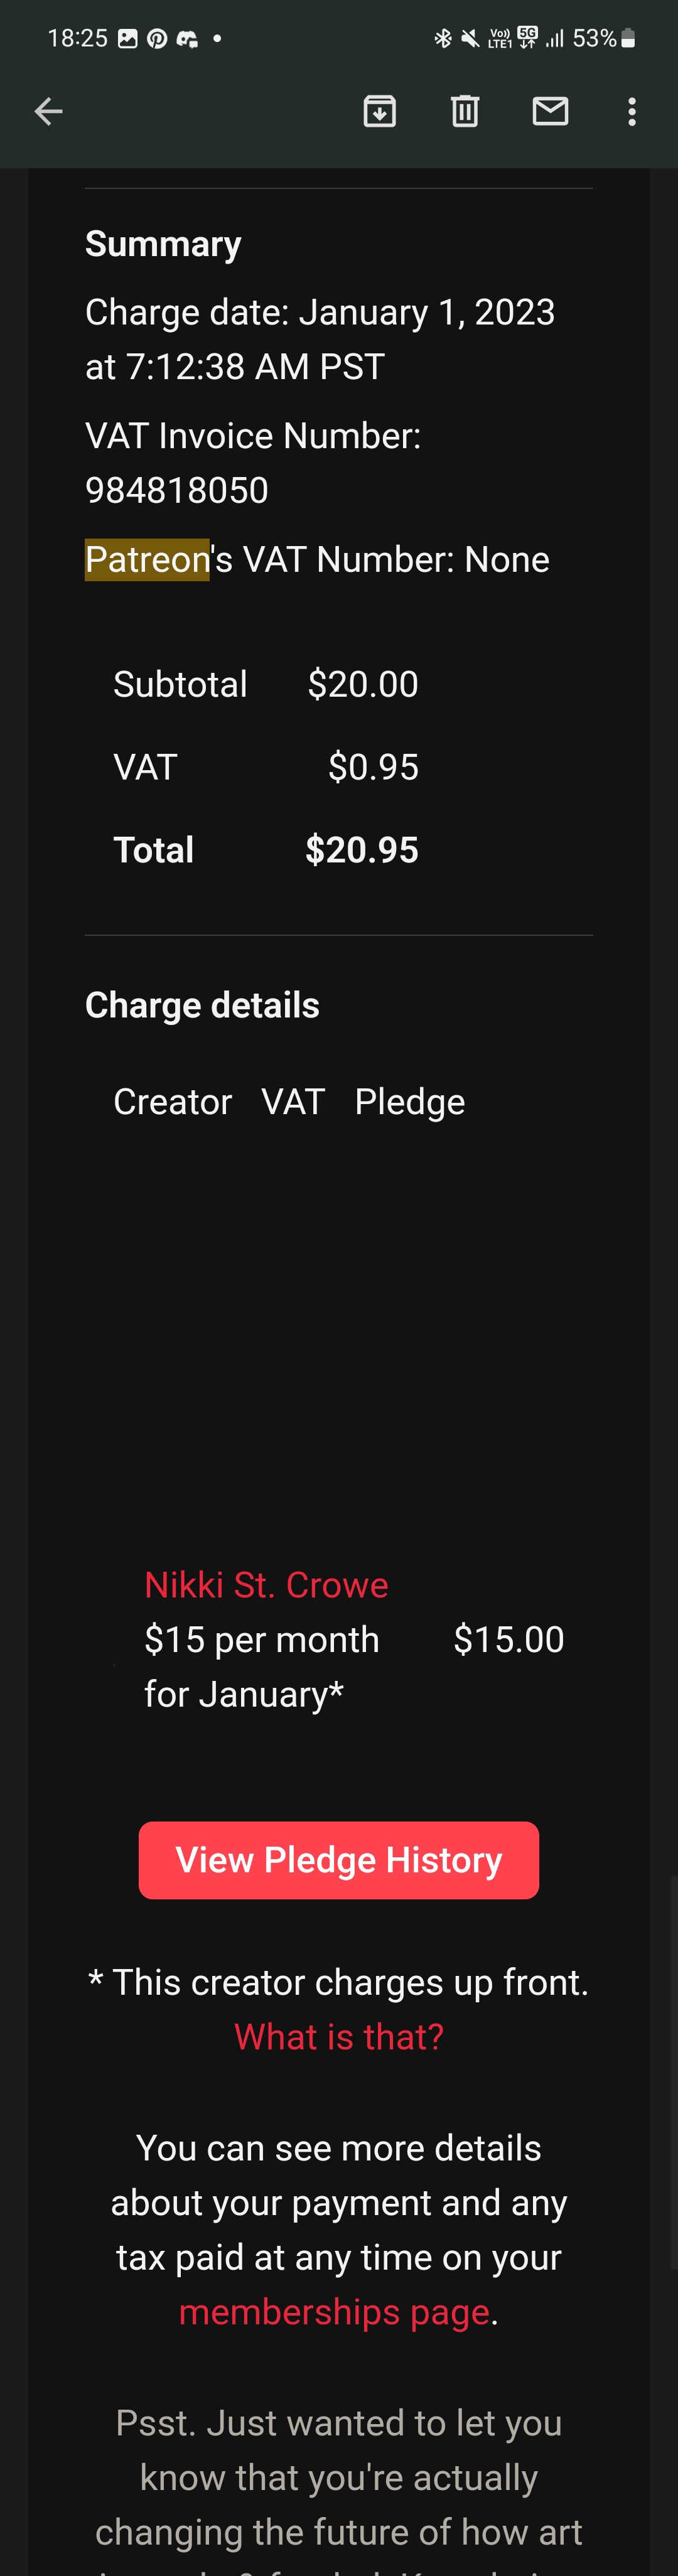 18:25 Vo)) LTE1 5G 53%
Summary
Charge date: January 1, 2023
at 7:12:38 AM PST
VAT Invoice Number:
984818050
Patreon's VAT Number: None
Subtotal $20.00
VAT $0.95
Total $20.95
Charge details
Creator VAT Pledge
Nikki St. Crowe
$15 per month $15.00
for January*
View Pledge History
* This creator charges up front.
What is that?
You can see more details
about your payment and any
tax paid at any time on your
memberships page.
Psst. Just wanted to let you
know that you're actually
changing the future of how art